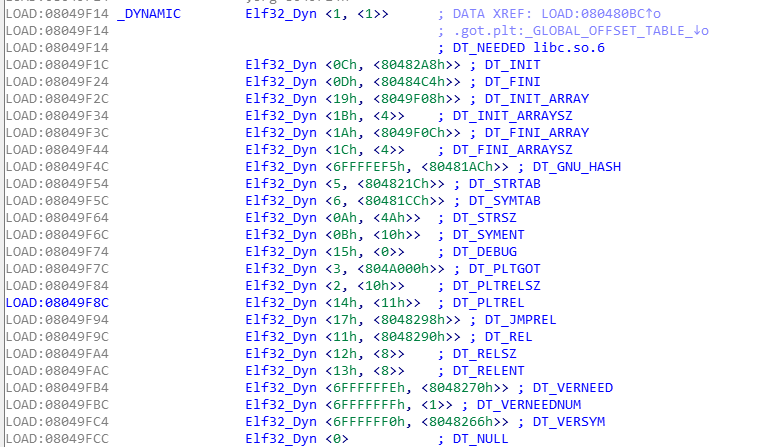 LOAD:08049F14 _DYNAMIC Elf32_Dyn <1, <1>> ; DATA XREF: LOAD:080480BC↑o
LOAD:08049F14 ; .got.plt:_GLOBAL_OFFSET_TABLE_↓o
LOAD:08049F14 ; DT_NEEDED libc.so.6
LOAD:08049F1C Elf32_Dyn <0Ch, <80482A8h>> ; DT_INIT
LOAD:08049F24 Elf32_Dyn <0Dh, <80484C4h>> ; DT_FINI
LOAD:08049F2C Elf32_Dyn <19h, <8049F08h>> ; DT_INIT_ARRAY
LOAD:08049F34 Elf32_Dyn <1Bh, <4>> ; DT_INIT_ARRAYSZ
LOAD:08049F3C Elf32_Dyn <1Ah, <8049F0Ch>> ; DT_FINI_ARRAY
LOAD:08049F44 Elf32_Dyn <1Ch, <4>> ; DT_FINI_ARRAYSZ
LOAD:08049F4C Elf32_Dyn <6FFFFEF5h, <80481ACh>> ; DT_GNU_HASH
LOAD:08049F54 Elf32_Dyn <5, <804821Ch>> ; DT_STRTAB
LOAD:08049F5C Elf32_Dyn <6, <80481CCh>> ; DT_SYMTAB
LOAD:08049F64 Elf32_Dyn <0Ah, <4Ah>> ; DT_STRSZ
LOAD:08049F6C Elf32_Dyn <0Bh, <10h>> ; DT_SYMENT
LOAD:08049F74 Elf32_Dyn <15h, <0>> ; DT_DEBUG
LOAD:08049F7C Elf32_Dyn <3, <804A000h>> ; DT_PLTGOT
LOAD:08049F84 Elf32_Dyn <2, <10h>> ; DT_PLTRELSZ
LOAD:08049F8C Elf32_Dyn <14h, <11h>> ; DT_PLTREL
LOAD:08049F94 Elf32_Dyn <17h, <8048298h>> ; DT_JMPREL
LOAD:08049F9C Elf32_Dyn <11h, <8048290h>> ; DT_REL
LOAD:08049FA4 Elf32_Dyn <12h, <8>> ; DT_RELSZ
LOAD:08049FAC Elf32_Dyn <13h, <8>> ; DT_RELENT
LOAD:08049FB4 Elf32_Dyn <6FFFFFFEh, <8048270h>> ; DT_VERNEED
LOAD:08049FBC Elf32_Dyn <6FFFFFFFh, <1>> ; DT_VERNEEDNUM
LOAD:08049FC4 Elf32_Dyn <6FFFFFF0h, <8048266h>> ; DT_VERSYM
LOAD:08049FCC Elf32_Dyn <0> ; DT_NULL